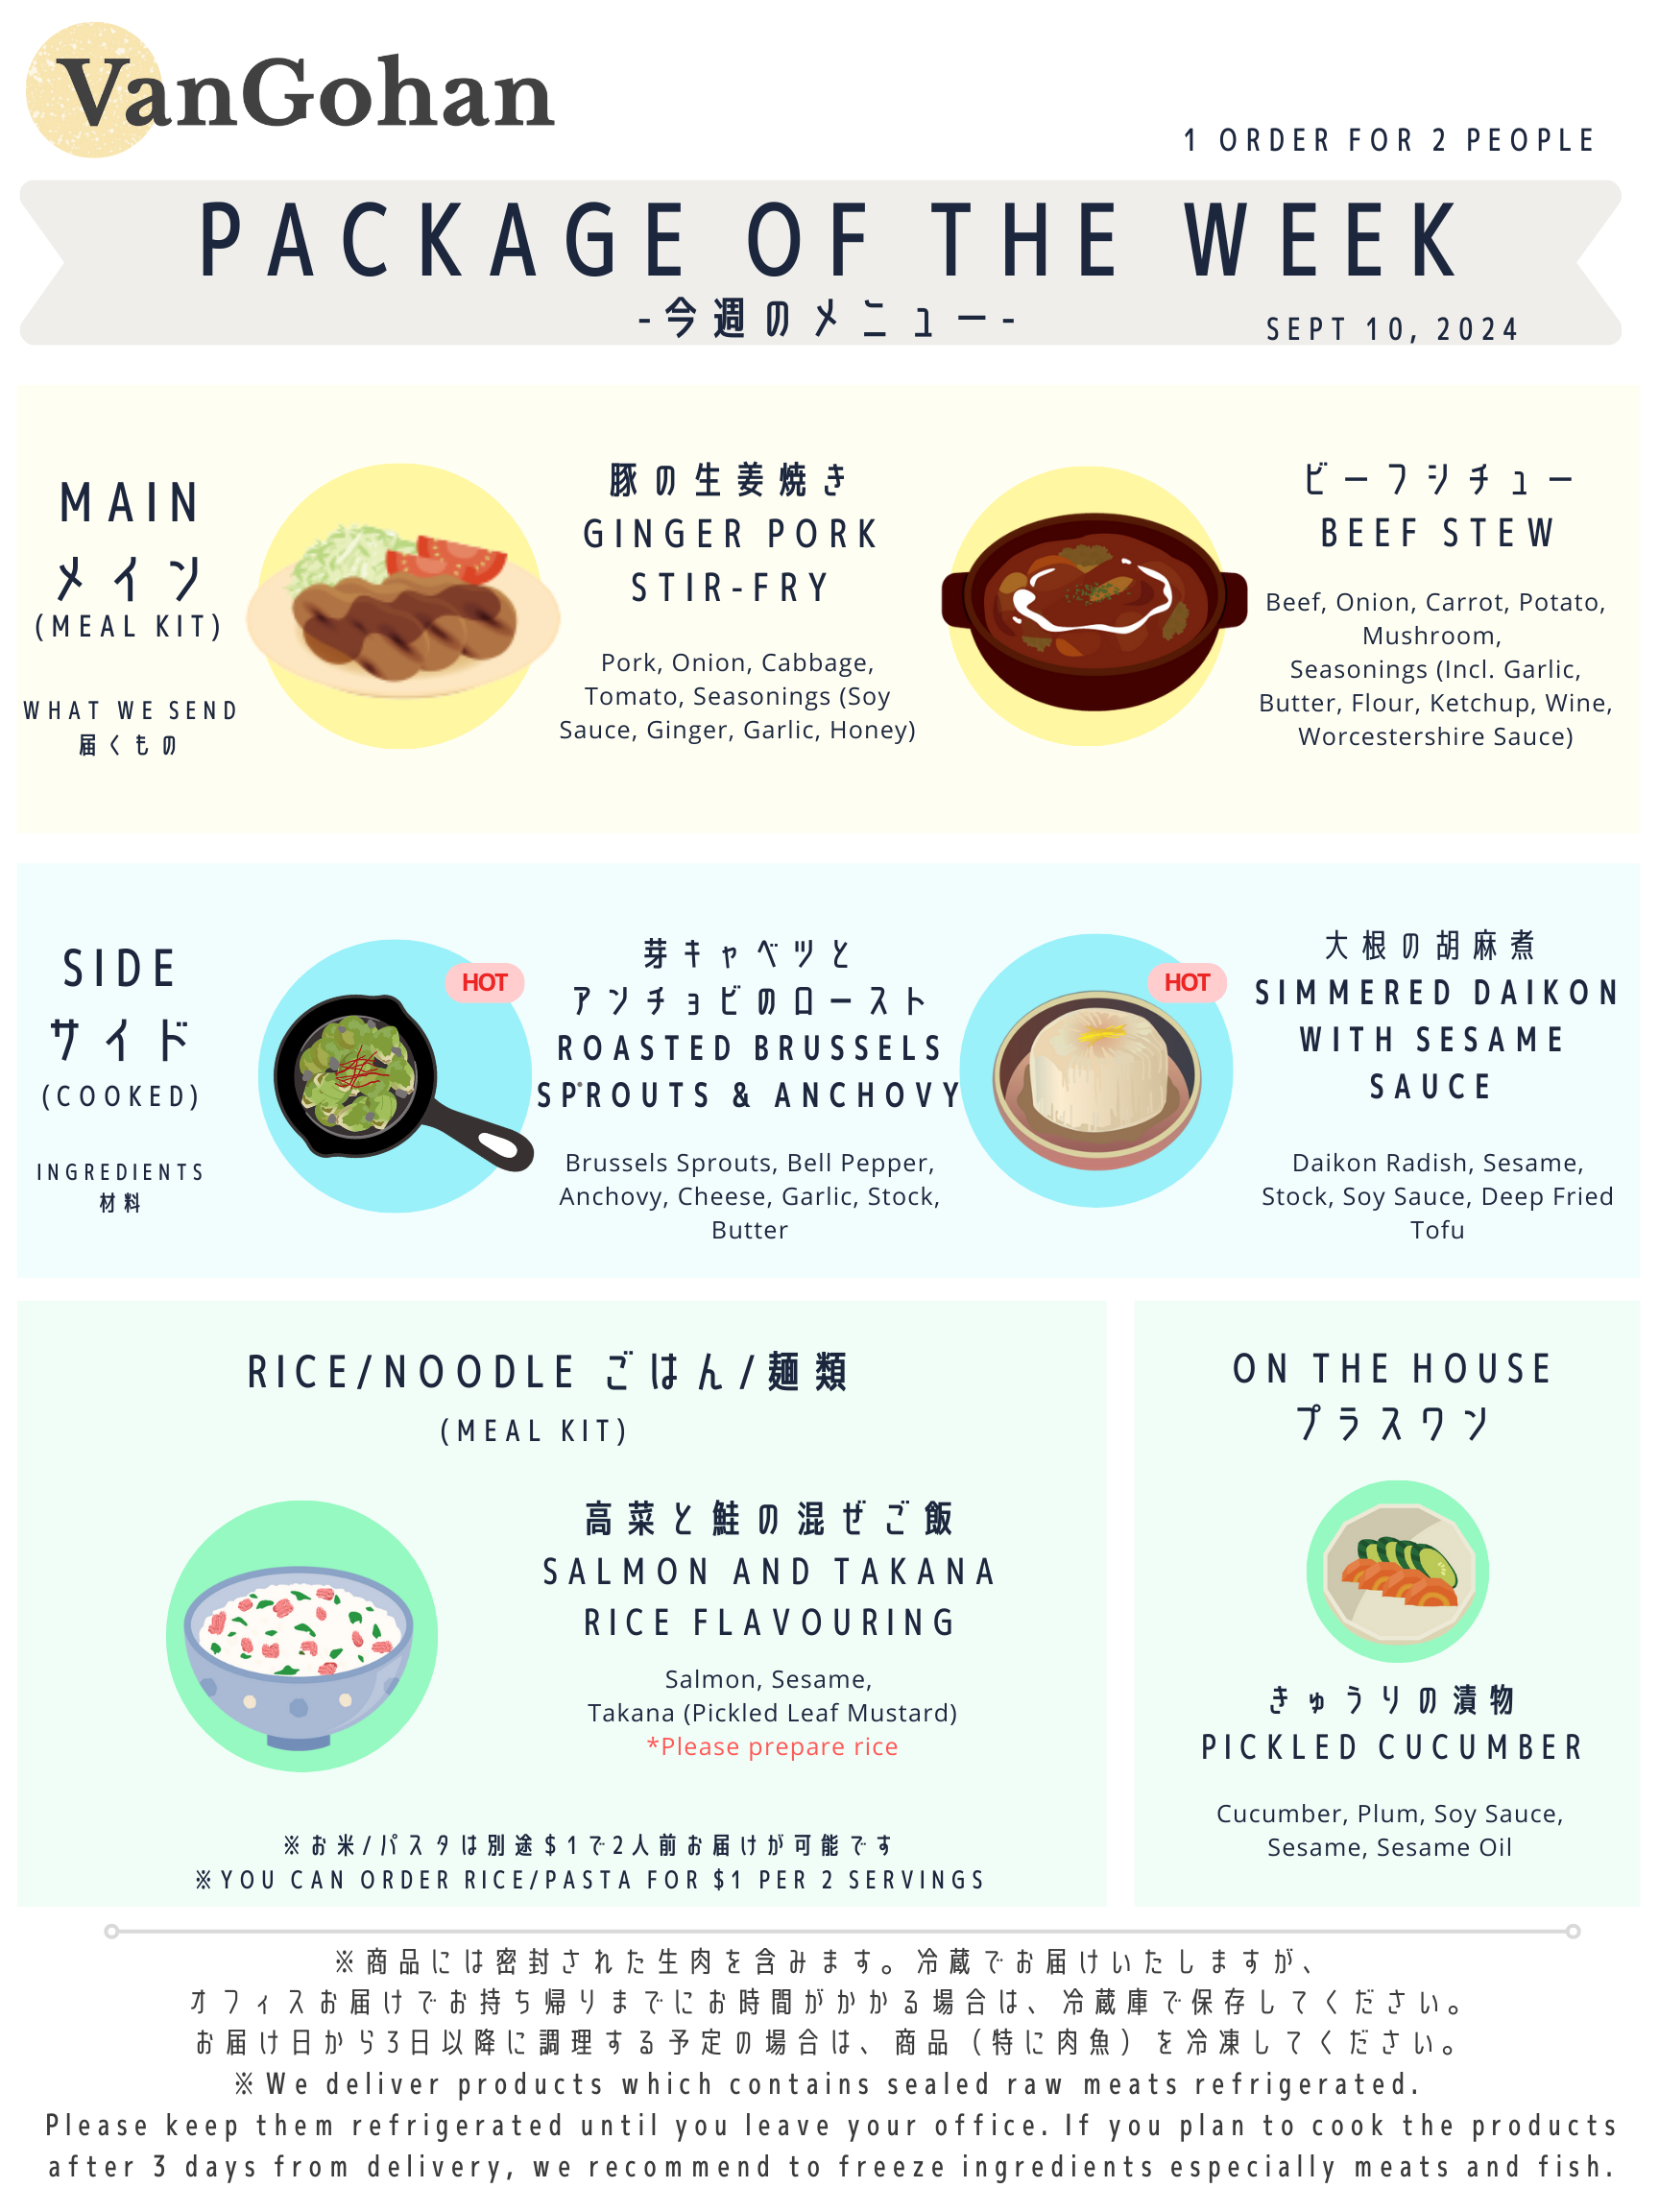 VanGohan
1 ORDER FOR 2 PEOPLE
PACKAGE OF THE WEEK
-今週のメニュー-
SEPT 10, 2024
MAIN
メイン
(MEAL KIT)
WHAT WE SEND
届くもの
豚の生姜焼き
GINGER PORK
STIR-FRY
Pork, Onion, Cabbage,
Tomato, Seasonings (Soy
Sauce, Ginger, Garlic, Honey)
ビーフシチュー
BEEF STEW
Beef, Onion, Carrot, Potato,
Mushroom,
Seasonings (Incl. Garlic,
Butter, Flour, Ketchup, Wine,
Worcestershire Sauce)
SIDE
サイド
(COOKED)
INGREDIENTS
材料
HOT
芽キャベツと
アンチョビのロースト
ROASTED BRUSSELS
SPROUTS & ANCHOVY
Brussels Sprouts, Bell Pepper,
Anchovy, Cheese, Garlic, Stock,
Butter
HOT
大根の胡麻煮
SIMMERED DAIKON
WITH SESAME
SAUCE
Daikon Radish, Sesame,
Stock, Soy Sauce, Deep Fried
Tofu
RICE/NOODLE ごはん/麺類
(MEAL KIT)
高菜と鮭の混ぜご飯
SALMON AND TAKANA
RICE FLAVOURING
Salmon, Sesame,
Takana (Pickled Leaf Mustard)
*Please prepare rice
※お米/パスタは別途$1で2人前お届けが可能です
※YOU CAN ORDER RICE/PASTA FOR $1 PER 2 SERVINGS
ON THE HOUSE
プラスワン
きゅうりの漬物
PICKLED CUCUMBER
Cucumber, Plum, Soy Sauce,
Sesame, Sesame Oil
※商品には密封された生肉を含みます。冷蔵でお届けいたしますが、
オフィスお届けでお持ち帰りまでにお時間がかかる場合は、冷蔵庫で保存してください。
お届け日から3日以降に調理する予定の場合は、商品(特に肉魚)を冷凍してください。
※We deliver products which contains sealed raw meats refrigerated.
Please keep them refrigerated until you leave your office. If you plan to cook the products
after 3 days from delivery, we recommend to freeze ingredients especially meats and fish.